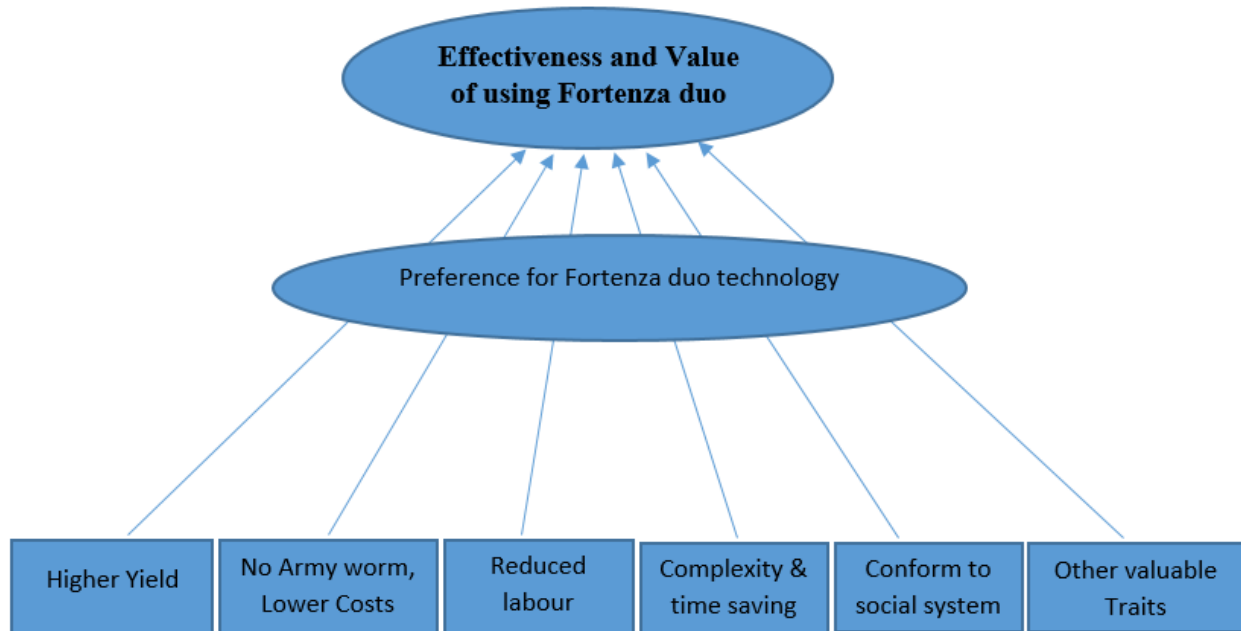 Effectiveness and Value
of using Fortenza duo
Preference for Fortenza duo technology
Higher Yield
No Army worm,
Lower Costs
Reduced
labour
Complexity &
time saving
Conform to
social system
Other valuable
Traits